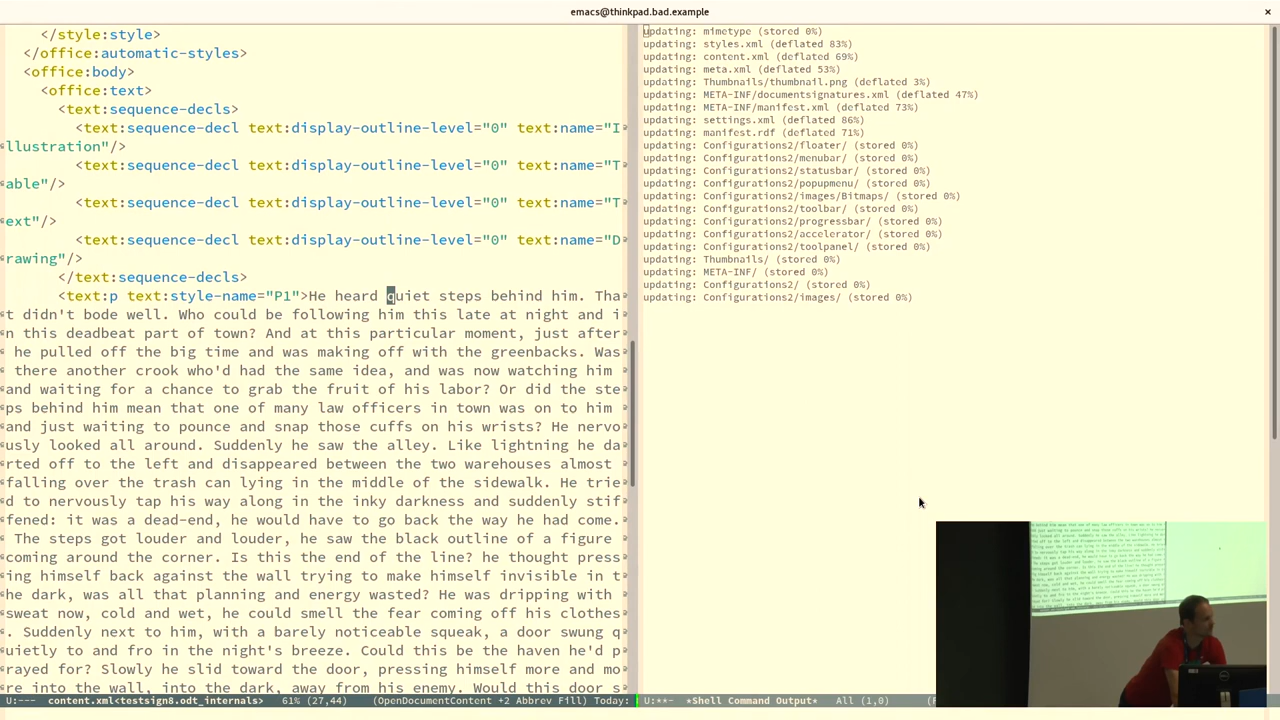 emacs@thinkpad.bad.example
</style:style>
</office:automatic-styles>
<office:body>
<office:text>
<text:sequence-decls>
<text:sequence-decl text:display-outline-level="0" text:name="I
llustration"/>
<text:sequence-decl text:display-outline-level="0" text:name="T
able"/>
<text:sequence-decl text:display-outline-level="0" text:name="T
ext"/>
<text:sequence-decl text:display-outline-level="0" text:name="D
rawing"/>
</text:sequence-decls>
<text:p text:style-name="P1">He heard quiet steps behind him. Tha
t didn't bode well. Who could be following him this late at night and i
n this deadbeat part of town? And at this particular moment, just after
he pulled off the big time and was making off with the greenbacks. Was
there another crook who'd had the same idea, and was now watching him
and waiting for a chance to grab the fruit of his labor? Or did the ste
ps behind him mean that one of many law officers in town was on to him
and just waiting to pounce and snap those cuffs on his wrists? He nervo
usly looked all around. Suddenly he saw the alley. Like lightning he da
rted off to the left and disappeared between the two warehouses almost
falling over the trash can lying in the middle of the sidewalk. He trie
d to nervously tap his way along in the inky darkness and suddenly stif
fened: it was a dead-end, he would have to go back the way he had come.
The steps got louder and louder, he saw the black outline of a figure
coming around the corner. Is this the end of the line? he thought press
ing himself back against the wall trying to make himself invisible in t
he dark, was all that planning and energy wasted? He was dripping with
sweat now, cold and wet, he could smell the fear coming off his clothes
. Suddenly next to him, with a barely noticeable squeak, a door swung q
uietly to and fro in the night's breeze. Could this be the haven he'd p
rayed for? Slowly he slid toward the door, pressing himself more and mo
re into the wall, into the dark, away from his enemy. Would this door s
U:--- content.xml<testsign8.odt_internals> 61% (27,44) (OpenDocumentContent +2 Abbrev Fill) Today:
updating: mimetype (stored 0%)
updating: styles.xml (deflated 83%)
updating: content.xml (deflated 69%)
updating: meta.xml (deflated 53%)
updating: Thumbnails/thumbnail.png (deflated 3%)
updating: META-INF/documentsignatures.xml (deflated 47%)
updating: META-INF/manifest.xml (deflated 73%)
updating: settings.xml (deflated 86%)
updating: manifest.rdf (deflated 71%)
updating: Configurations2/floater/ (stored 0%)
updating: Configurations2/menubar/ (stored 0%)
updating: Configurations2/statusbar/ (stored 0%)
updating: Configurations2/popupmenu/ (stored 0%)
updating: Configurations2/images/Bitmaps/ (stored 0%)
updating: Configurations2/toolbar/ (stored 0%)
updating: Configurations2/progressbar/ (stored 0%)
updating: Configurations2/accelerator/ (stored 0%)
updating: Configurations2/toolpanel/ (stored 0%)
updating: Thumbnails/ (stored 0%)
updating: META-INF/ (stored 0%)
updating: Configurations2/ (stored 0%)
updating: Configurations2/images/ (stored 0%)
U:**- *Shell Command Output* All (1,0)